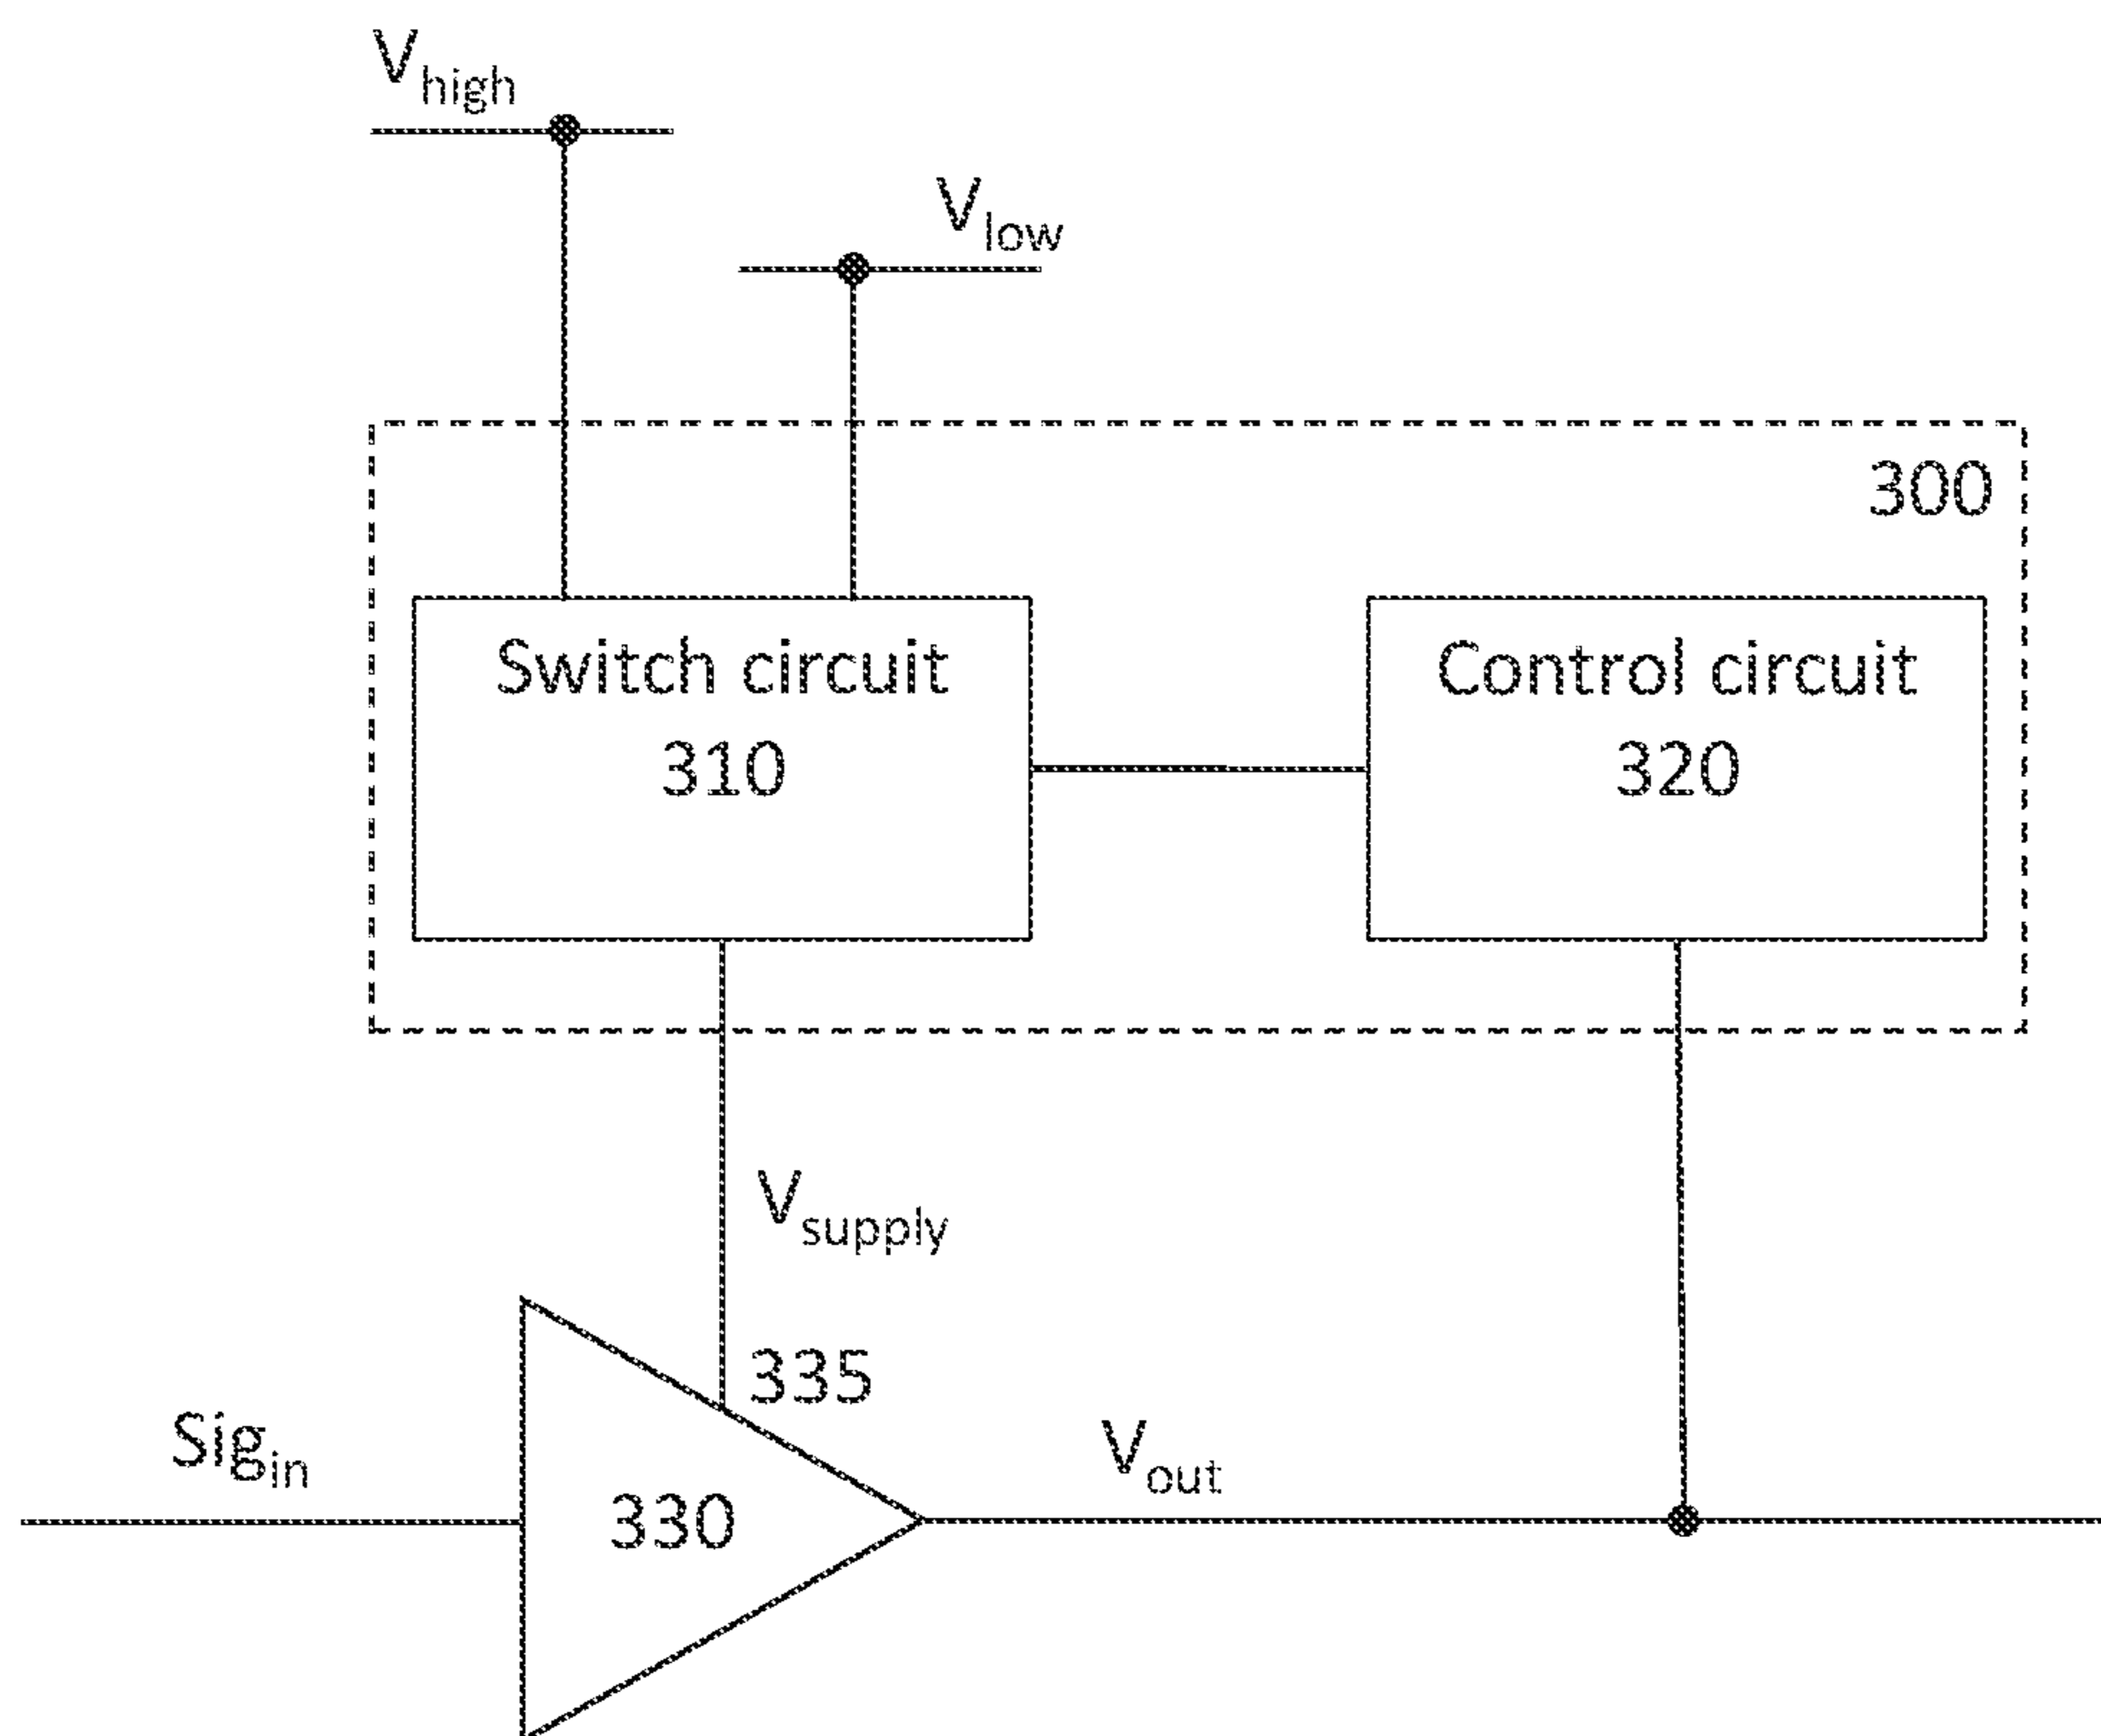 Vhigh
Vlow
300
Switch circuit
310
Control circuit
320
Vsupply
335
Sigin
Vout
330